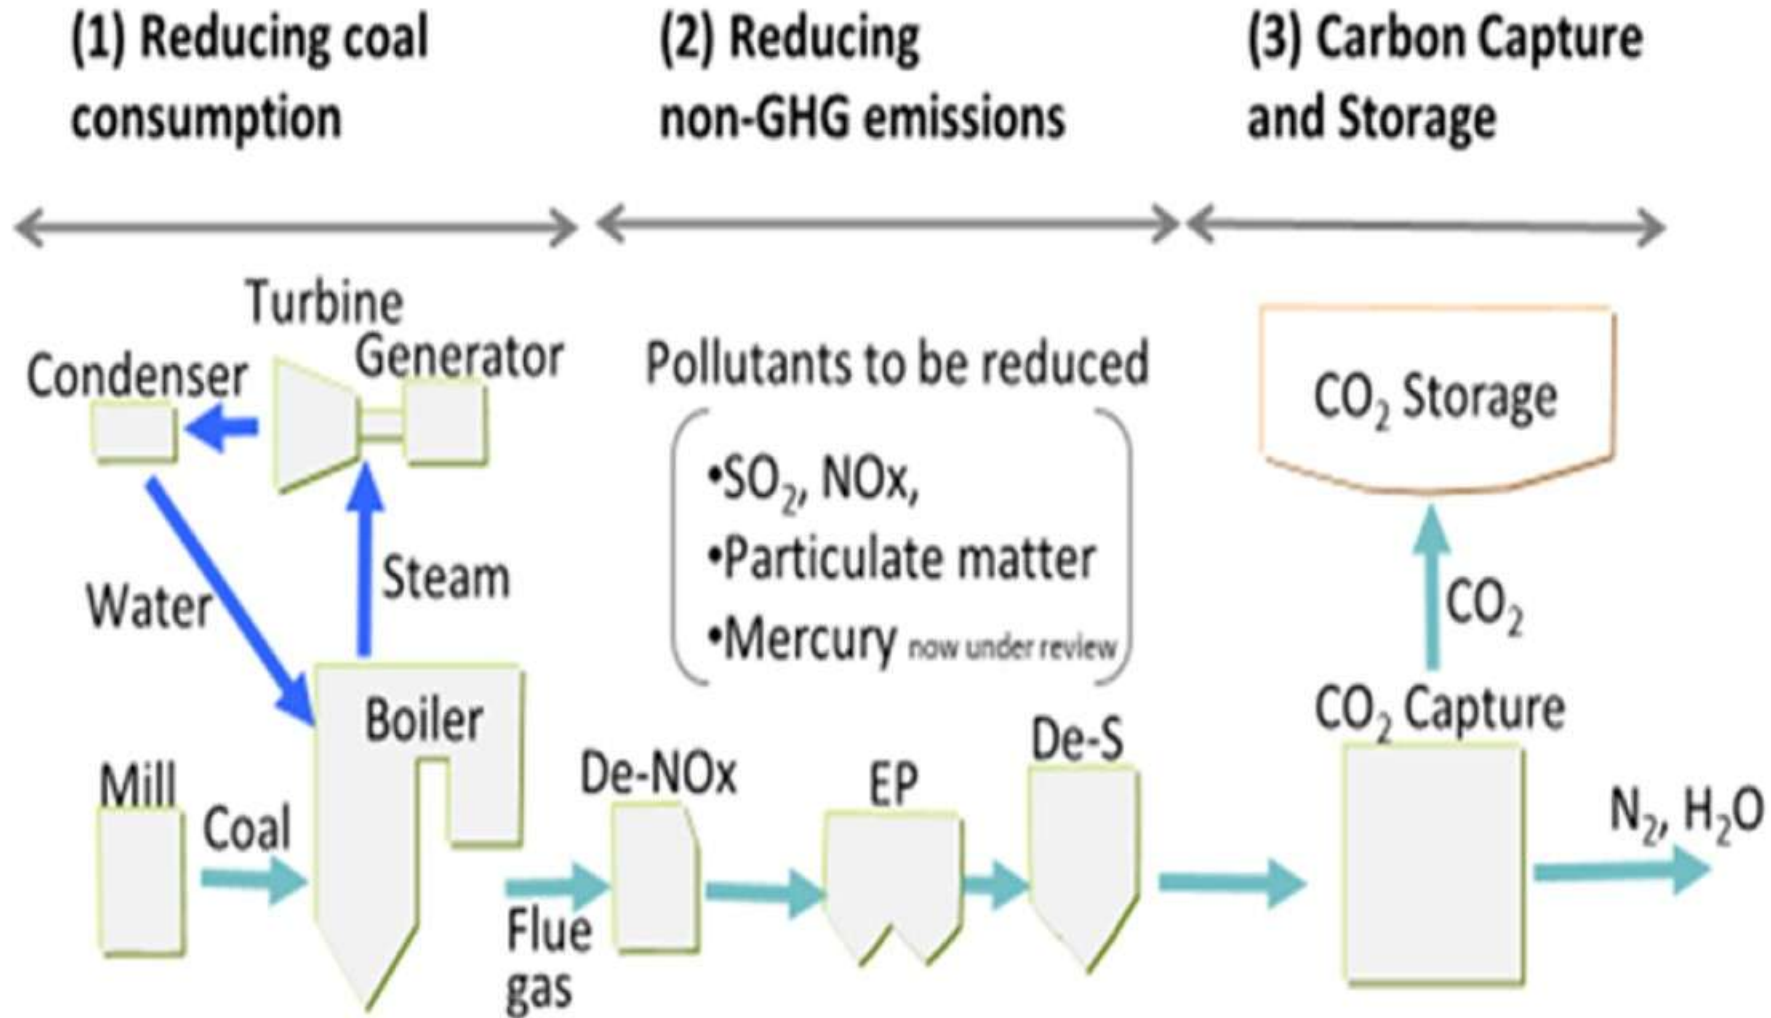 (1) Reducing coal
consumption
(2) Reducing
non-GHG emissions
(3) Carbon Capture
and Storage
Turbine
Generator
Condenser
Water
Steam
Boiler
Mill
Coal
Flue
gas
Pollutants to be reduced
•SO₂, NOx,
•Particulate matter
•Mercury now under review
De-NOx
EP
De-S
CO₂ Storage
CO₂
CO₂ Capture
N₂, H₂O